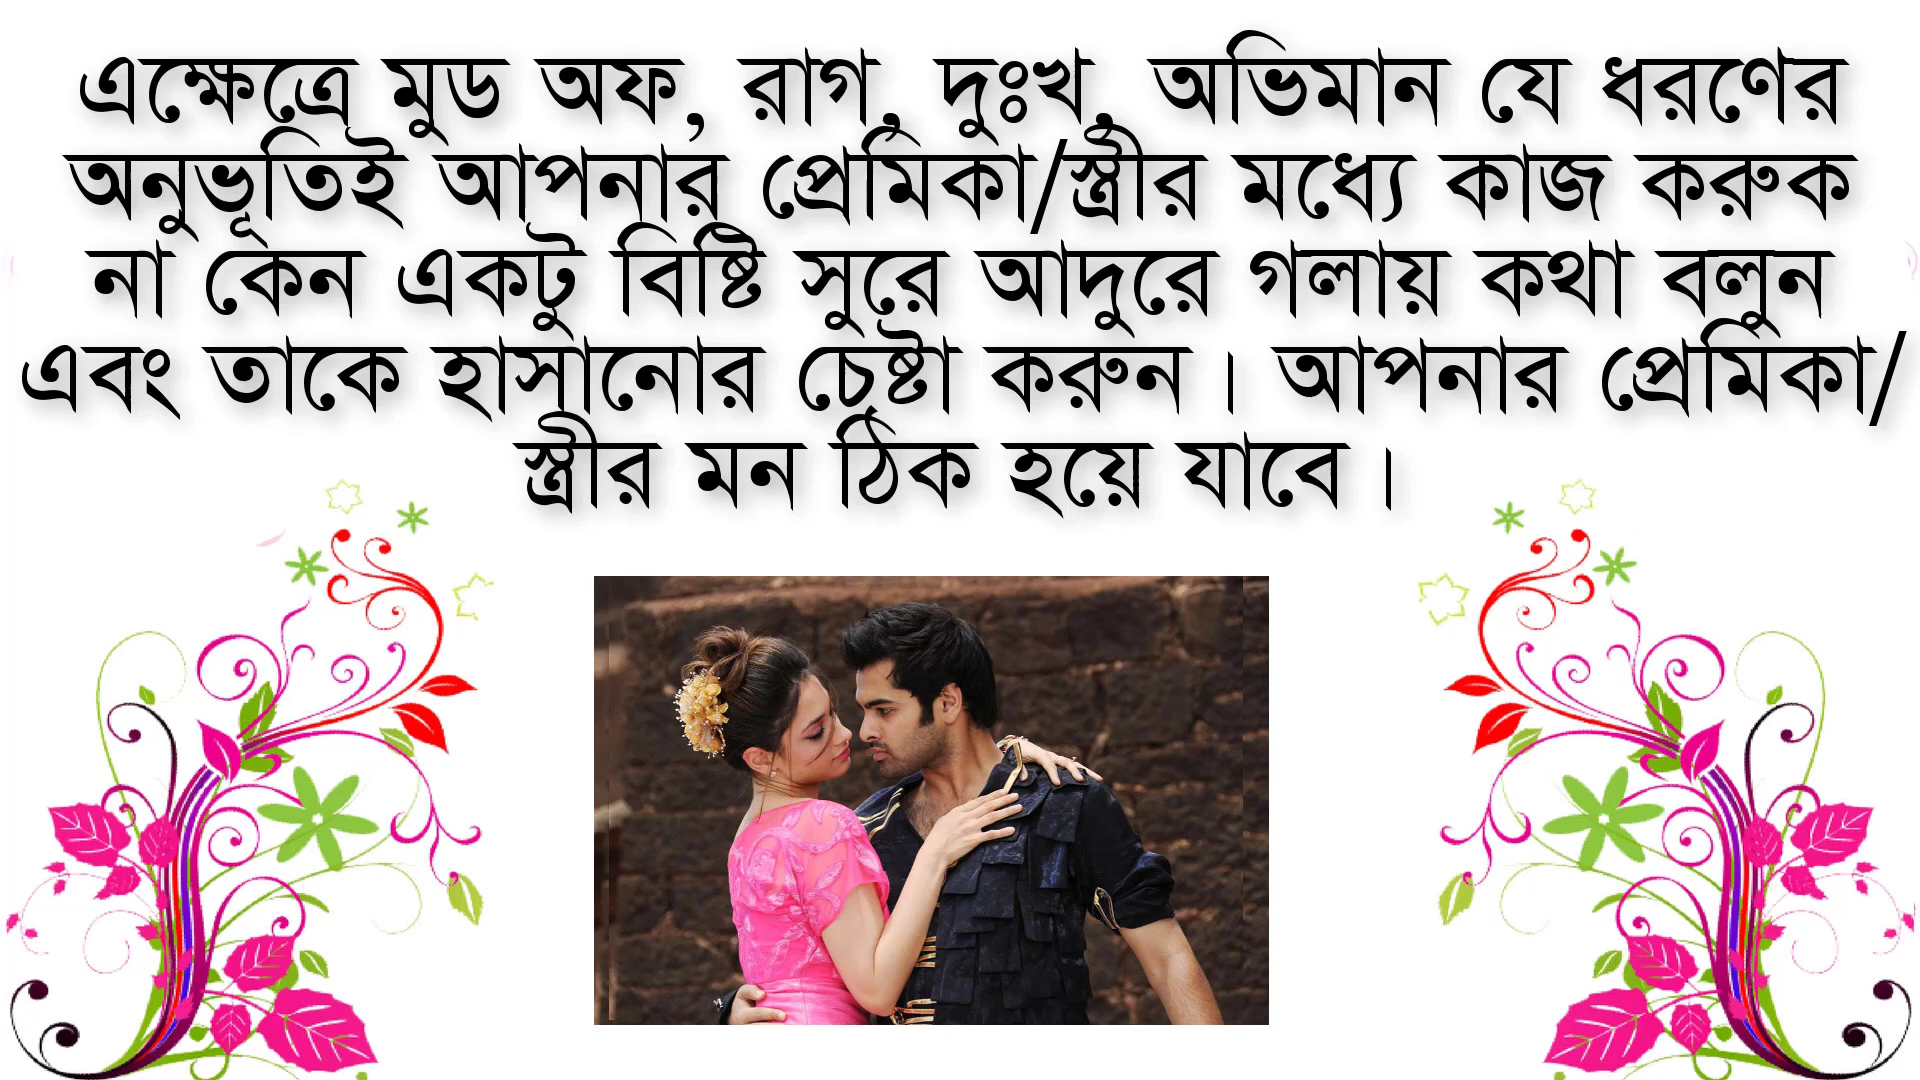 এক্ষেত্রে মুড অফ, রাগ, দুঃখ, অভিমান যে ধরণের
অনুভূতিই আপনার প্রেমিকা/স্ত্রীর মধ্যে কাজ করুক
না কেন একটু বিষ্টি সুরে আদুরে গলায় কথা বলুন
এবং তাকে হাসানোর চেষ্টা করুন। আপনার প্রেমিকা/
স্ত্রীর মন ঠিক হয়ে যাবে।